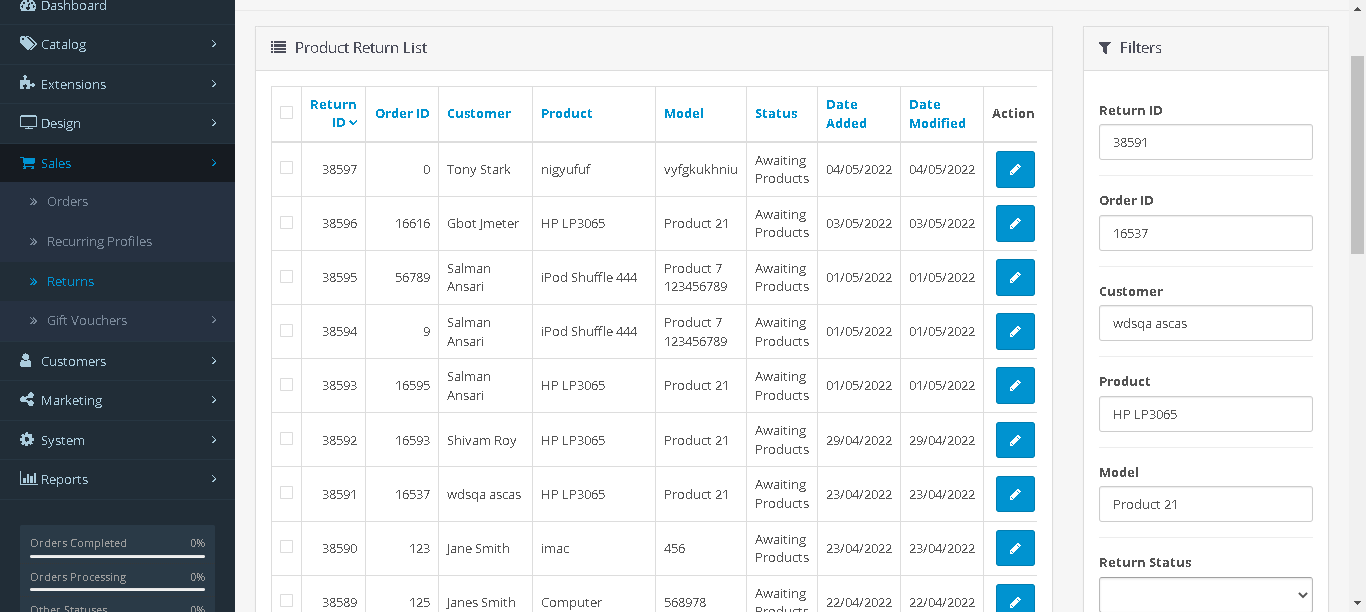 Dashboard
Catalog
Extensions
Design
Sales
Orders
Recurring Profiles
Returns
Gift Vouchers
Customers
Marketing
System
Reports
Orders Completed 0%
Orders Processing 0%
Other Statuses 0%
Product Return List
Return ID Order ID Customer Product Model Status Date Added Date Modified Action
38597 0 Tony Stark nigyufuf vyfgkukhniu Awaiting Products 04/05/2022 04/05/2022
38596 16616 Gbot Jmeter HP LP3065 Product 21 Awaiting Products 03/05/2022 03/05/2022
38595 56789 Salman Ansari iPod Shuffle 444 Product 7 123456789 Awaiting Products 01/05/2022 01/05/2022
38594 9 Salman Ansari iPod Shuffle 444 Product 7 123456789 Awaiting Products 01/05/2022 01/05/2022
38593 16595 Salman Ansari HP LP3065 Product 21 Awaiting Products 01/05/2022 01/05/2022
38592 16593 Shivam Roy HP LP3065 Product 21 Awaiting Products 29/04/2022 29/04/2022
38591 16537 wdsqa ascas HP LP3065 Product 21 Awaiting Products 23/04/2022 23/04/2022
38590 123 Jane Smith imac 456 Awaiting Products 23/04/2022 23/04/2022
38589 125 Janes Smith Computer 568978 Awaiting Products 22/04/2022 22/04/2022
Filters
Return ID
38591
Order ID
16537
Customer
wdsqa ascas
Product
HP LP3065
Model
Product 21
Return Status